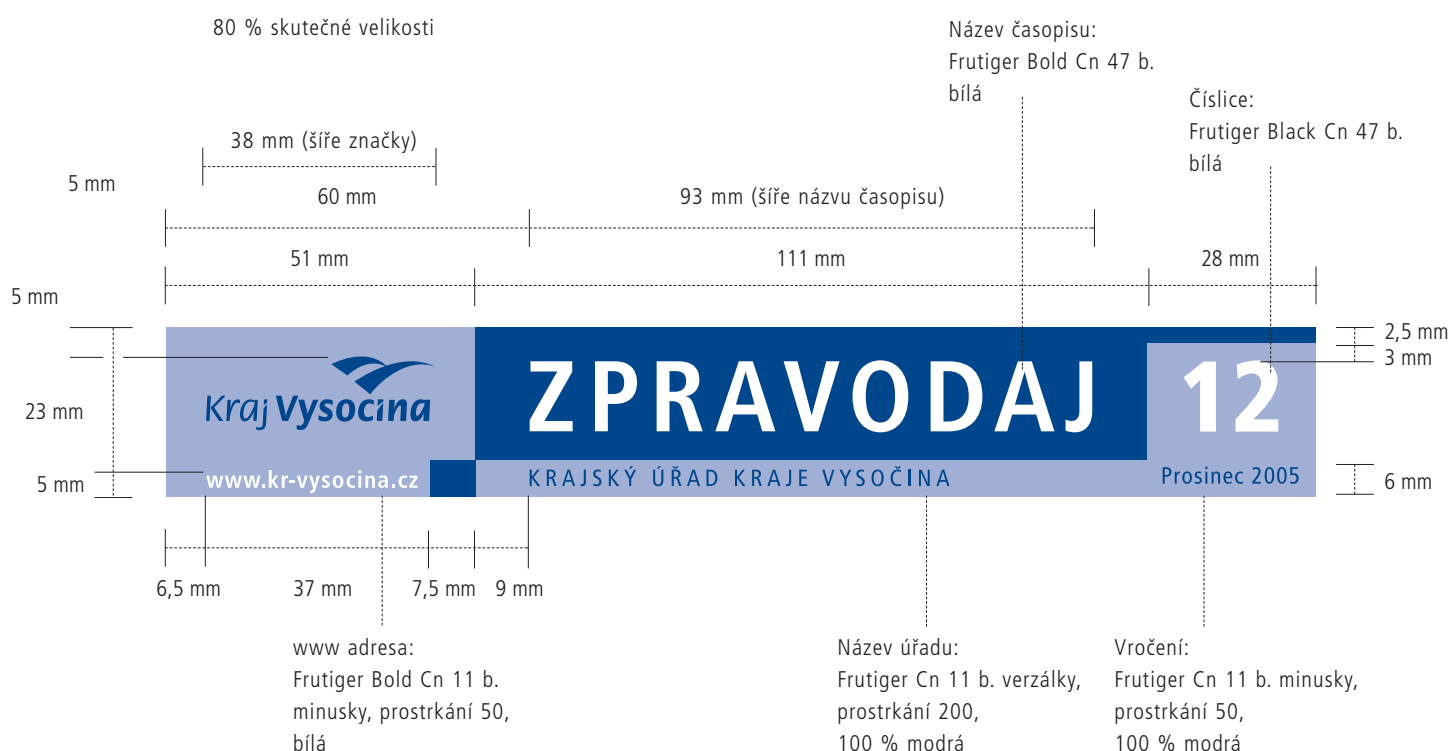 80 % skutečné velikosti
Název časopisu:
Frutiger Bold Cn 47 b.
bílá
Číslice:
Frutiger Black Cn 47 b.
bílá
38 mm (šíře značky)
5 mm
60 mm
93 mm (šíře názvu časopisu)
51 mm
111 mm
28 mm
5 mm
2,5 mm
3 mm
23 mm
Kraj Vysočina
ZPRAVODAJ
12
5 mm
www.kr-vysocina.cz
KRAJSKÝ ÚŘAD KRAJE VYSOČINA
Prosinec 2005
6 mm
6,5 mm
37 mm
7,5 mm
9 mm
www adresa:
Frutiger Bold Cn 11 b.
minusky, prostrkání 50,
bílá
Název úřadu:
Frutiger Cn 11 b. verzálky,
prostrkání 200,
100 % modrá
Vročení:
Frutiger Cn 11 b. minusky,
prostrkání 50,
100 % modrá